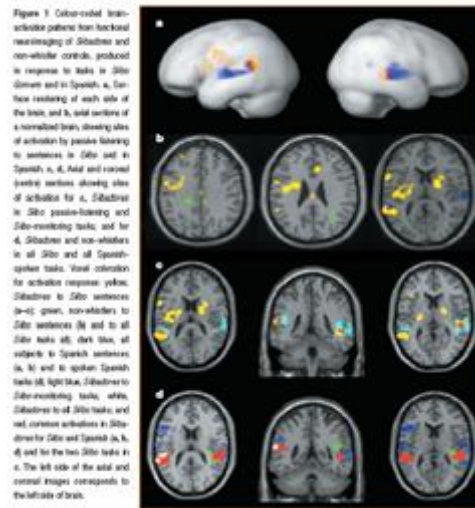 Figure 1 Colour-coded brain-
activation patterns from functional
neuroimaging of Silbadores and
non-whistler controls, produced
in response to tasks in Silbo
Gomero and in Spanish. a, Sur-
face rendering of each side of
the brain, and b, axial sections of
a normalized brain, showing sites
of activation by passive listening
to sentences in Silbo and in
Spanish. c, d, Axial and coronal
(centre) sections showing sites
of activation for c, Silbadores
in Silbo passive-listening and
Silbo-monitoring tasks; and for
d, Silbadores and non-whistlers
in all Silbo and all Spanish-
spoken tasks. Voxel coloration
for activation response: yellow,
Silbadores to Silbo sentences
(a–c); green, non-whistlers to
Silbo sentences (b) and to all
Silbo tasks (d); dark blue, all
subjects to Spanish sentences
(a, b) and to spoken Spanish
tasks (d); light blue, Silbadores to
Silbo-monitoring tasks; white,
Silbadores to all Silbo tasks; and
red, common activations in Silba-
dores for Silbo and Spanish (a, b,
d) and for the two Silbo tasks in
c. The left side of the axial and
coronal images corresponds to
the left side of brain.
a
b
c
d